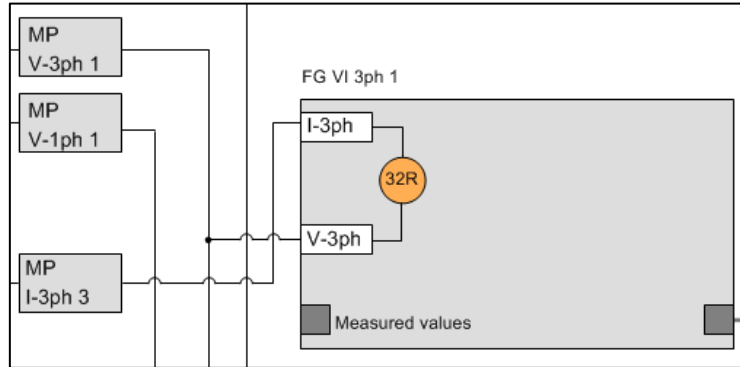 MP
V-3ph 1
MP
V-1ph 1
MP
I-3ph 3
FG VI 3ph 1
I-3ph
32R
V-3ph
Measured values